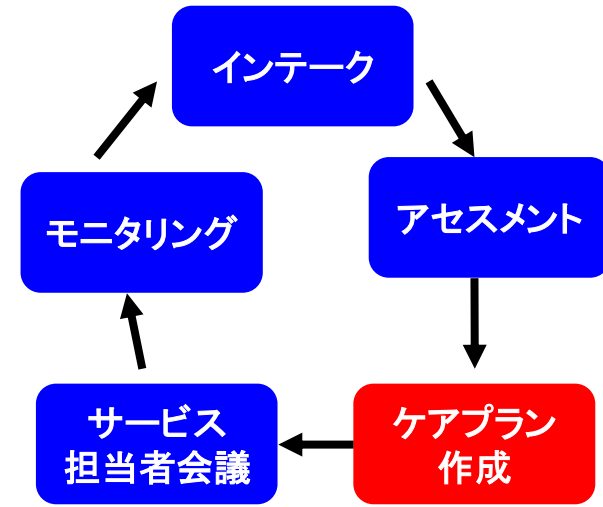 インテーク
アセスメント
ケアプラン
作成
サービス
担当者会議
モニタリング